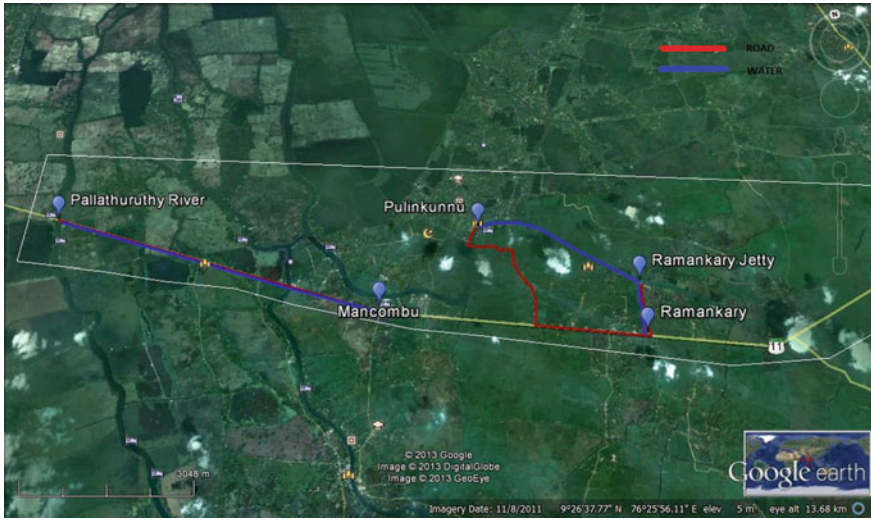 N
ROAD
WATER
Pallathuruthy River
Pulinkunnu
Ramankary Jetty
Mancombu
Ramankary
11
© 2013 Google
Image © 2013 DigitalGlobe
Image © 2013 GeoEye
3048 m
Google earth
Imagery Date: 11/8/2011 9°26'37.77" N 76°25'56.11" E elev 5 m eye alt 13.68 km